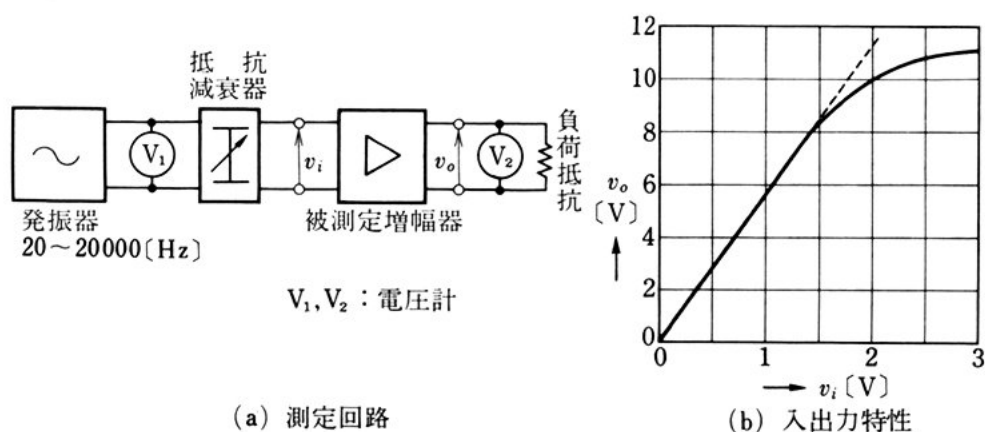 抵 抗
減衰器
V₁
vᵢ
vₒ
V₂
負荷抵抗
発振器
20～20000〔Hz〕
被測定増幅器
V₁,V₂：電圧計
(a) 測定回路
12
10
8
6
4
2
0
vₒ
〔V〕
0 1 2 3
vᵢ〔V〕
(b) 入出力特性